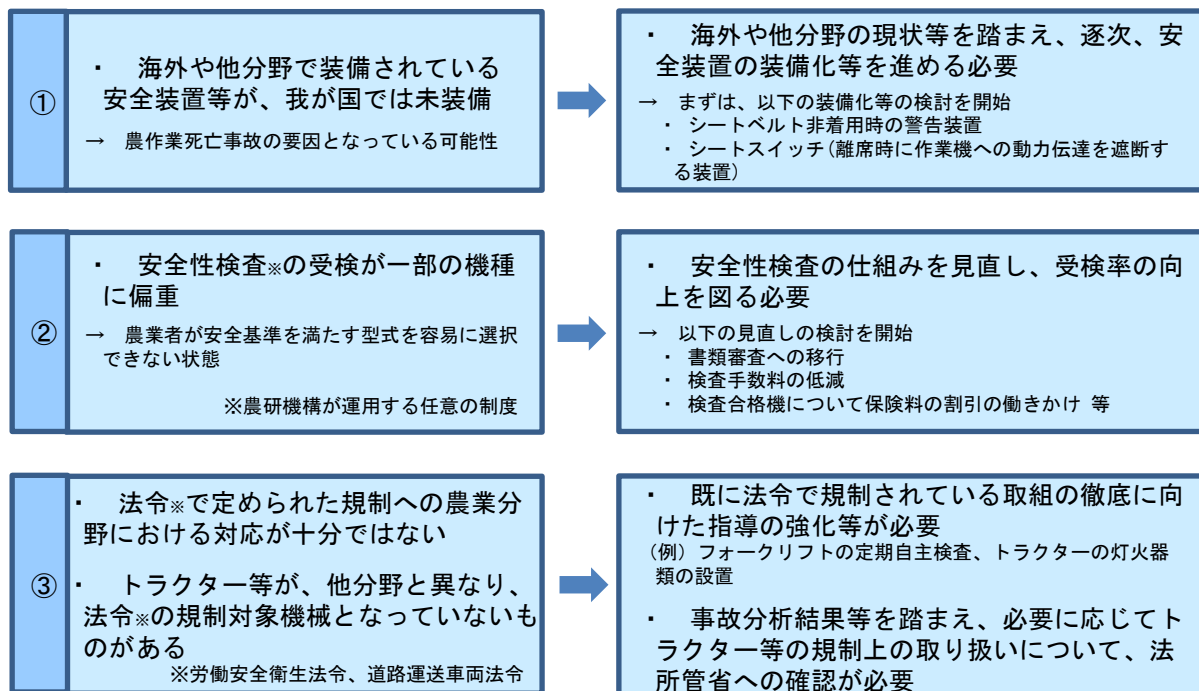 ①
・ 海外や他分野で装備されている
安全装置等が、我が国では未装備
→ 農作業死亡事故の要因となっている可能性
・ 海外や他分野の現状等を踏まえ、逐次、安
全装置の装備化等を進める必要
→ まずは、以下の装備化等の検討を開始
・ シートベルト非着用時の警告装置
・ シートスイッチ(離席時に作業機への動力伝達を遮断す
る装置)
②
・ 安全性検査※の受検が一部の機種
に偏重
→ 農業者が安全基準を満たす型式を容易に選択
できない状態
※農研機構が運用する任意の制度
・ 安全性検査の仕組みを見直し、受検率の向
上を図る必要
→ 以下の見直しの検討を開始
・ 書類審査への移行
・ 検査手数料の低減
・ 検査合格機について保険料の割引の働きかけ 等
③
・ 法令※で定められた規制への農業分
野における対応が十分ではない
・ トラクター等が、他分野と異なり、
法令※の規制対象機械となっていないも
のがある
※労働安全衛生法令、道路運送車両法令
・ 既に法令で規制されている取組の徹底に向
けた指導の強化等が必要
(例)フォークリフトの定期自主検査、トラクターの灯火器
類の設置
・ 事故分析結果等を踏まえ、必要に応じてト
ラクター等の規制上の取り扱いについて、法
所管省への確認が必要